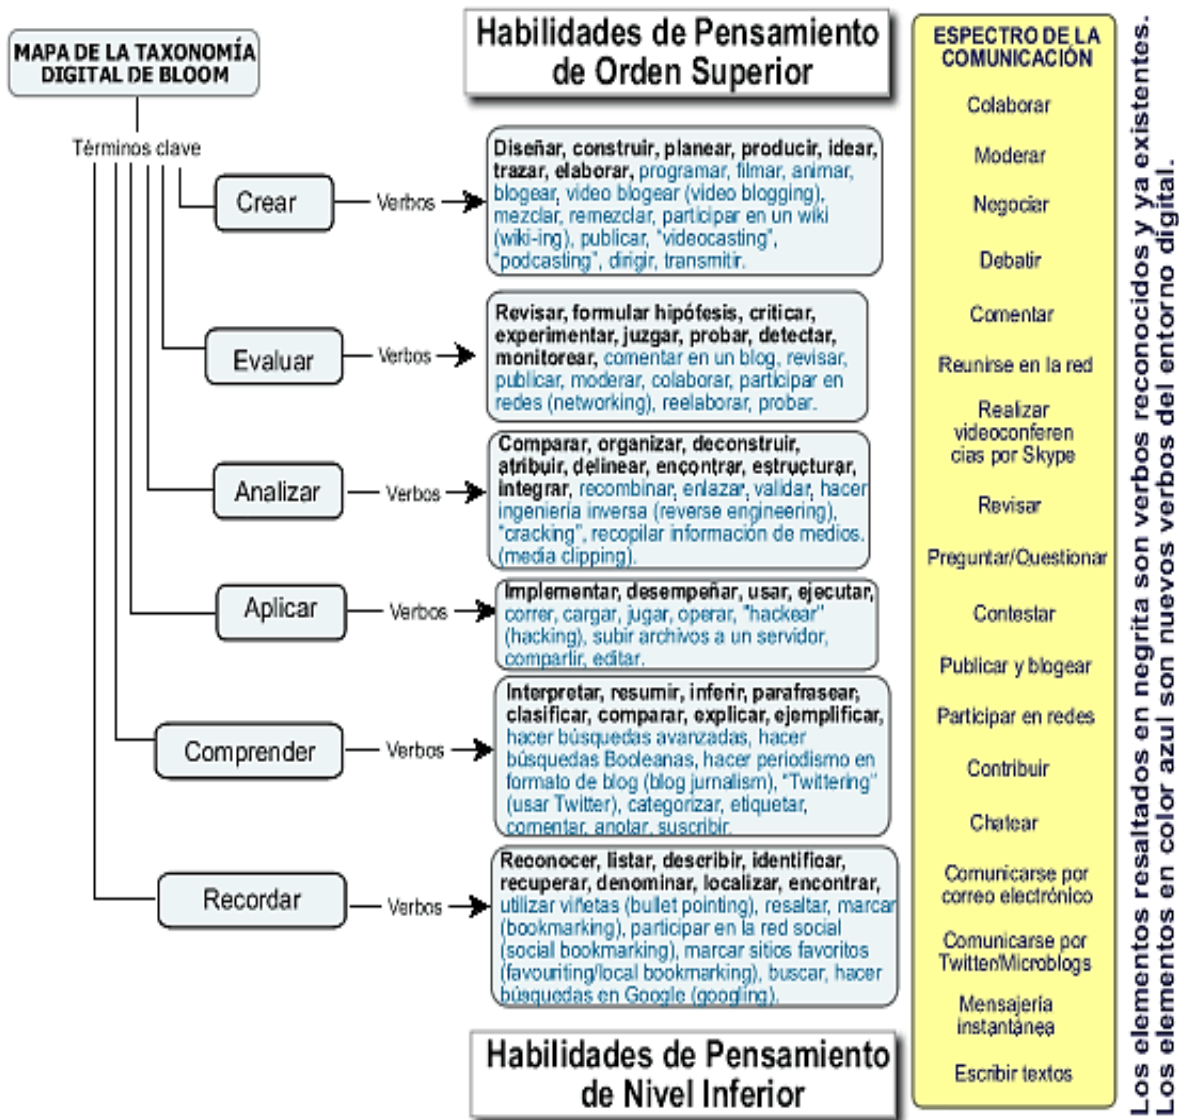 MAPA DE LA TAXONOMÍA
DIGITAL DE BLOOM
Términos clave
Habilidades de Pensamiento
de Orden Superior
Crear
Verbos
Diseñar, construir, planear, producir, idear,
trazar, elaborar, programar, filmar, animar,
blogear, video blogear (video blogging),
mezclar, remezclar, participar en un wiki
(wiki-ing), publicar, "videocasting",
"podcasting", dirigir, transmitir.
Evaluar
Verbos
Revisar, formular hipótesis, criticar,
experimentar, juzgar, probar, detectar,
monitorear, comentar en un blog, revisar,
publicar, moderar, colaborar, participar en
redes (networking), reelaborar, probar.
Analizar
Verbos
Comparar, organizar, deconstruir,
atribuir, delinear, encontrar, estructurar,
integrar, recombinar, enlazar, validar, hacer
ingeniería inversa (reverse engineering),
"cracking", recopilar información de medios.
(media clipping).
Aplicar
Verbos
Implementar, desempeñar, usar, ejecutar,
correr, cargar, jugar, operar, "hackear"
(hacking), subir archivos a un servidor,
compartir, editar.
Comprender
Verbos
Interpretar, resumir, inferir, parafrasear,
clasificar, comparar, explicar, ejemplificar,
hacer búsquedas avanzadas, hacer
búsquedas Booleanas, hacer periodismo en
formato de blog (blog jurnalism), "Twittering"
(usar Twitter), categorizar, etiquetar,
comentar, anotar, suscribir.
Recordar
Verbos
Reconocer, listar, describir, identificar,
recuperar, denominar, localizar, encontrar,
utilizar viñetas (bullet pointing), resaltar, marcar
(bookmarking), participar en la red social
(social bookmarking), marcar sitios favoritos
(favouriting/local bookmarking), buscar, hacer
búsquedas en Google (googling).
Habilidades de Pensamiento
de Nivel Inferior
ESPECTRO DE LA
COMUNICACIÓN
Colaborar
Moderar
Negociar
Debatir
Comentar
Reunirse en la red
Realizar
videoconferen
cias por Skype
Revisar
Preguntar/Questionar
Contestar
Publicar y blogear
Participar en redes
Contribuir
Chatear
Comunicarse por
correo electrónico
Comunicarse por
Twitter/Microblogs
Mensajería
instantánea
Escribir textos
Los elementos resaltados en negrita son verbos reconocidos y ya existentes.
Los elementos en color azul son nuevos verbos del entorno digital.